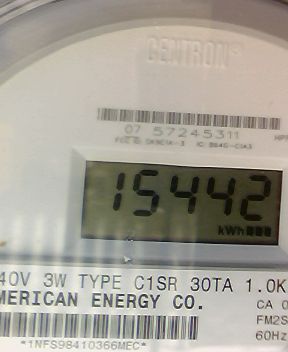 CENTRON®
07 57245311
15442
kWh
40V 3W TYPE C1SR 30TA 1.0K
MERICAN ENERGY CO.
CA 0
FM2S
60Hz
*1NFS98410366MEC*